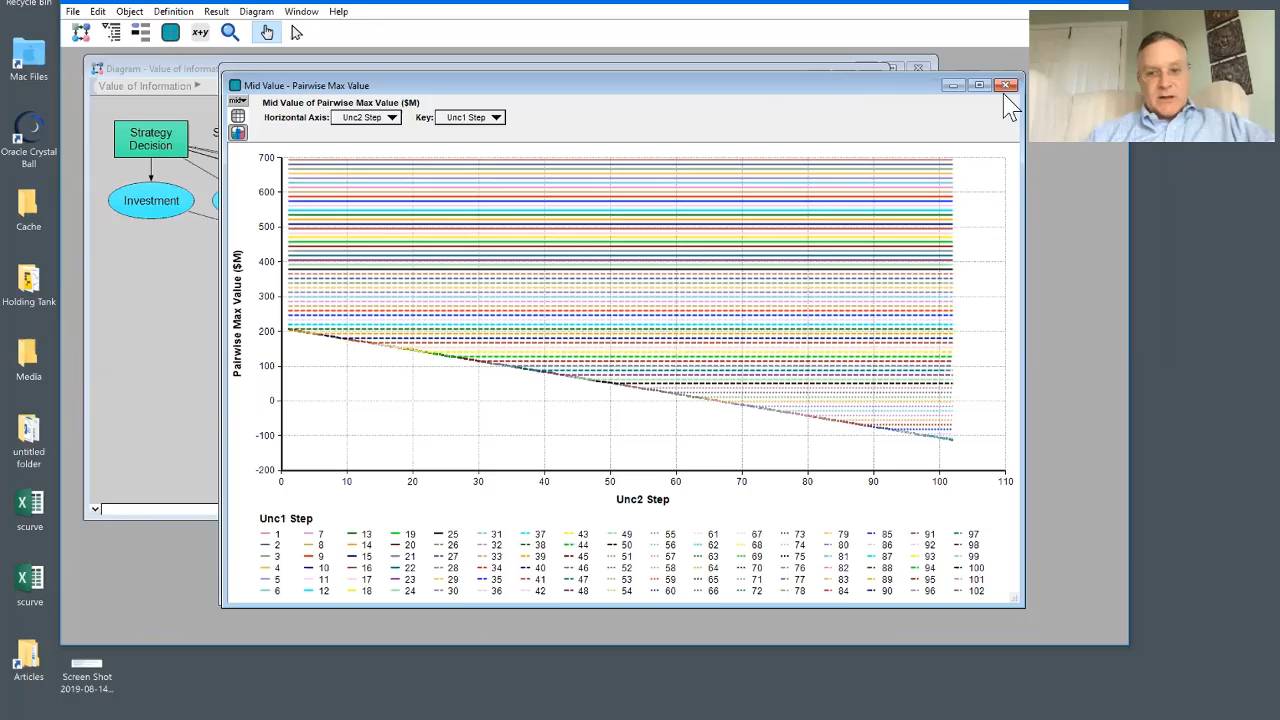 Recycle Bin
Mac Files
Oracle Crystal
Ball
Cache
Holding Tank
Media
untitled
folder
scurve
scurve
Articles
Screen Shot
2019-08-14...
File Edit Object Definition Result Diagram Window Help
x+y
Diagram - Value of informat
Value of Information
Strategy
Decision
S
Investment
Mid Value - Pairwise Max Value
mid
Mid Value of Pairwise Max Value ($M)
Horizontal Axis: Unc2 Step Key: Unc1 Step
700
600
500
400
300
200
100
0
-100
-200
Pairwise Max Value ($M)
0 10 20 30 40 50 60 70 80 90 100 110
Unc2 Step
Unc1 Step
1 7 13 19 25 31 37 43 49 55 61 67 73 79 85 91 97
2 8 14 20 26 32 38 44 50 56 62 68 74 80 86 92 98
3 9 15 21 27 33 39 45 51 57 63 69 75 81 87 93 99
4 10 16 22 28 34 40 46 52 58 64 70 76 82 88 94 100
5 11 17 23 29 35 41 47 53 59 65 71 77 83 89 95 101
6 12 18 24 30 36 42 48 54 60 66 72 78 84 90 96 102